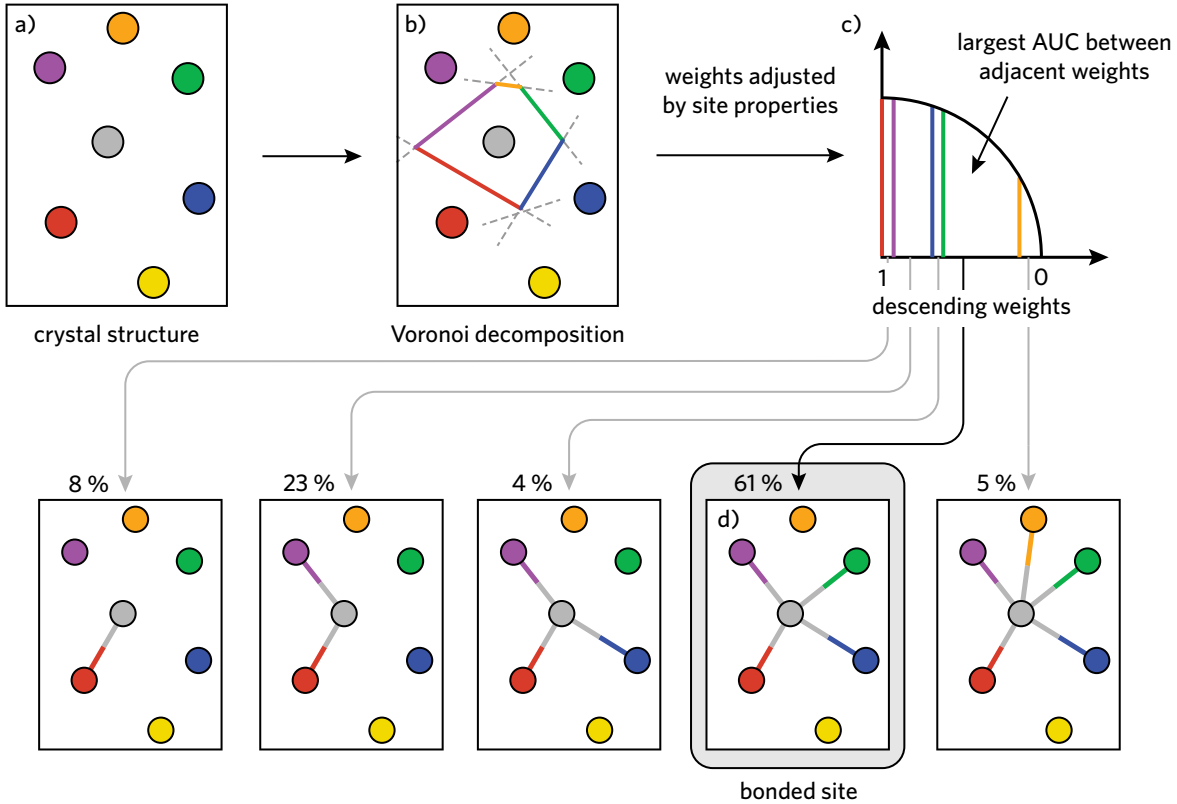 a)
b)
c)
weights adjusted
by site properties
largest AUC between
adjacent weights
1
0
descending weights
crystal structure
Voronoi decomposition
8 %
23 %
4 %
61 %
5 %
d)
bonded site